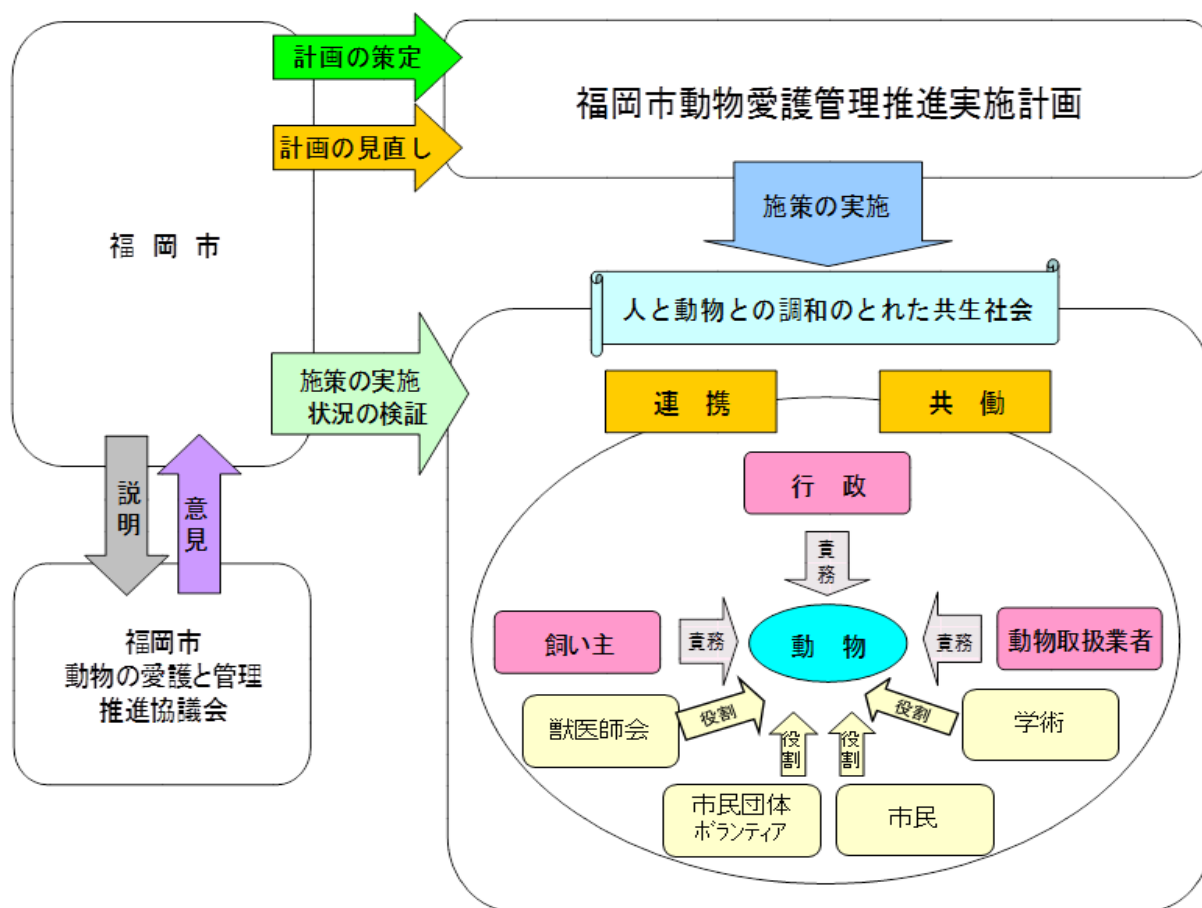 計画の策定
計画の見直し
福岡市動物愛護管理推進実施計画
福岡市
施策の実施
人と動物との調和のとれた共生社会
施策の実施
状況の検証
連携
共働
行政
説明
意見
責務
福岡市
動物の愛護と管理
推進協議会
飼い主
責務
動物
責務
動物取扱業者
獣医師会
役割
役割
役割
役割
学術
市民団体
ボランティア
市民